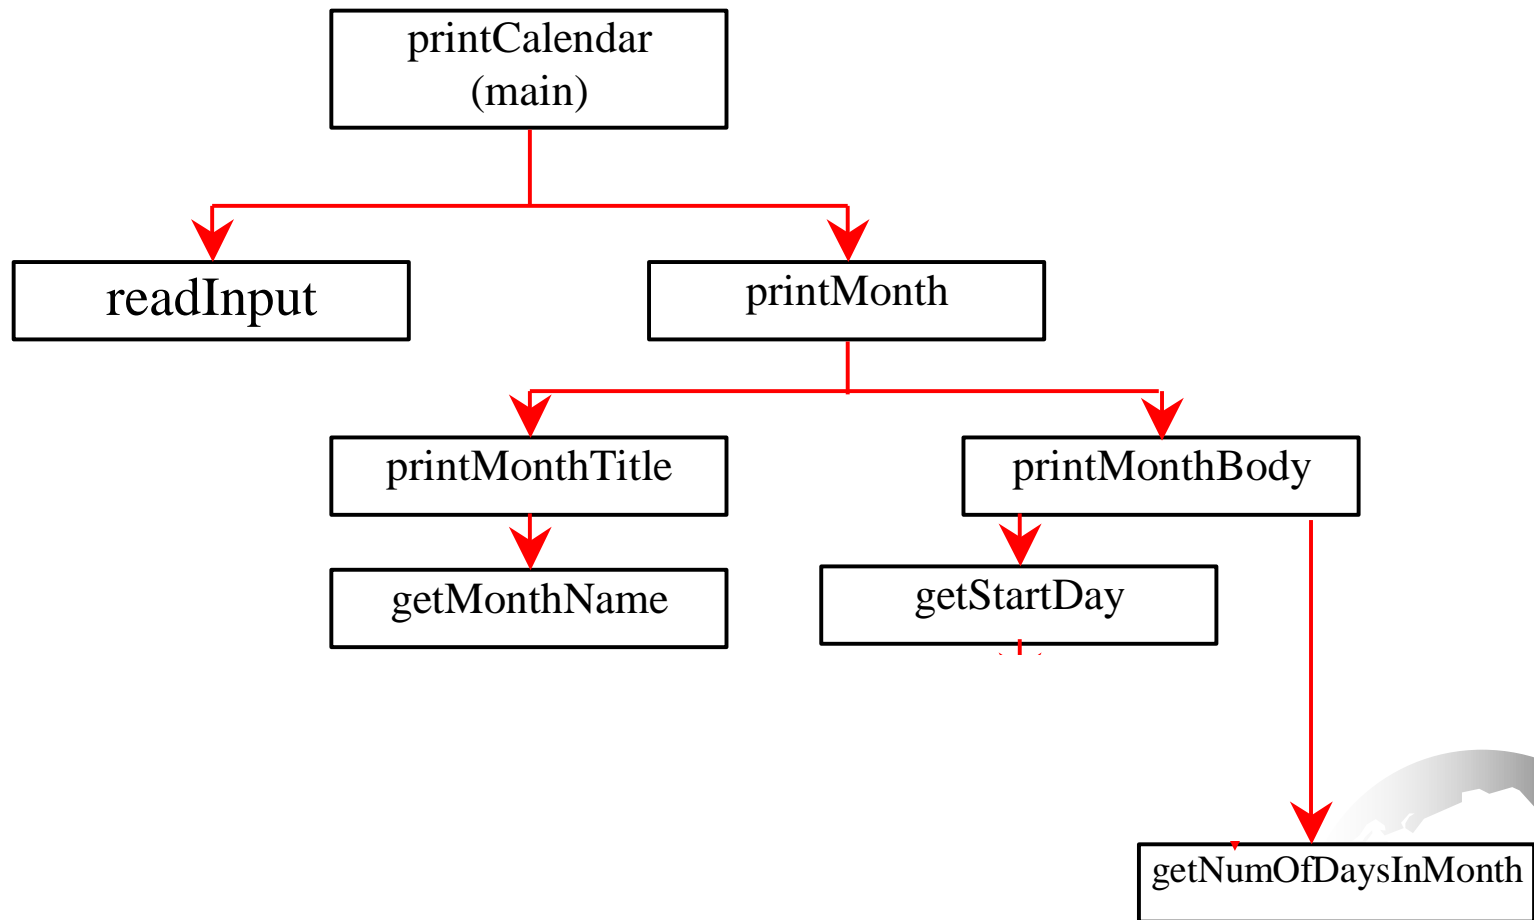 printCalendar
(main)
readInput
printMonth
printMonthTitle
printMonthBody
getMonthName
getStartDay
getNumOfDaysInMonth